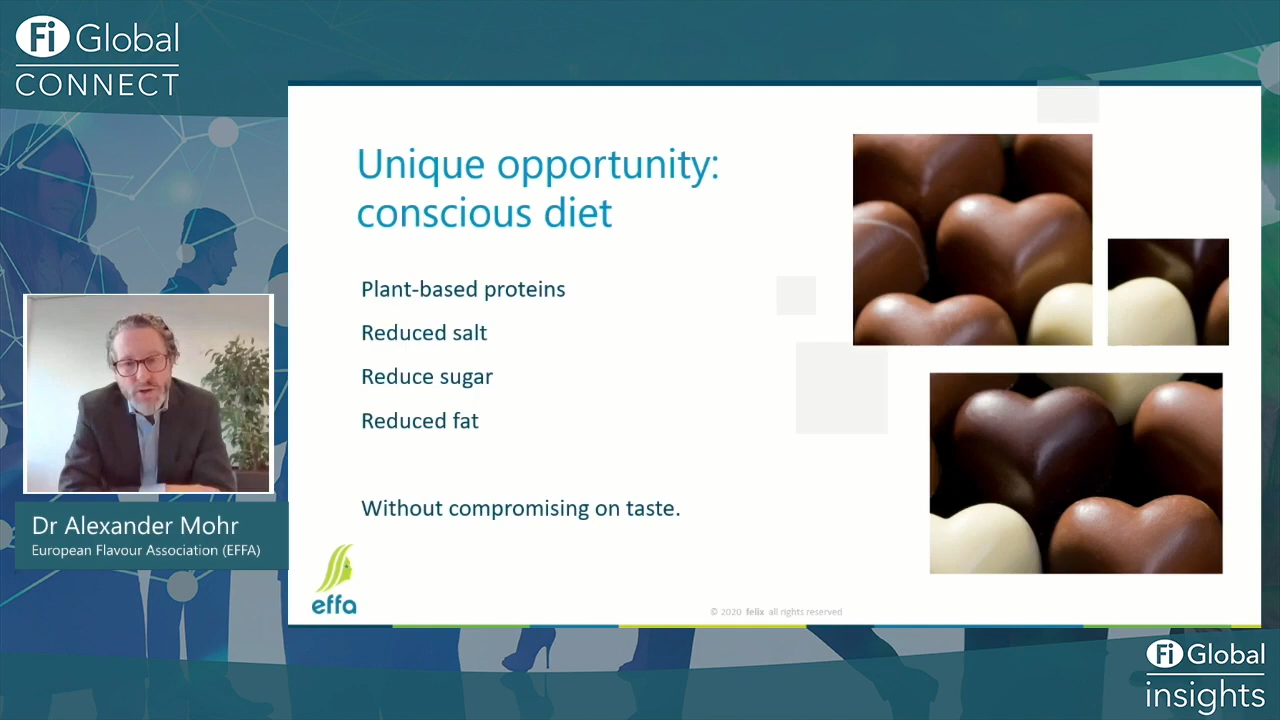 Fi Global
CONNECT
Unique opportunity:
conscious diet
Plant-based proteins
Reduced salt
Reduce sugar
Reduced fat
Without compromising on taste.
Dr Alexander Mohr
European Flavour Association (EFFA)
effa
© 2020 felix all rights reserved
Fi Global
insights